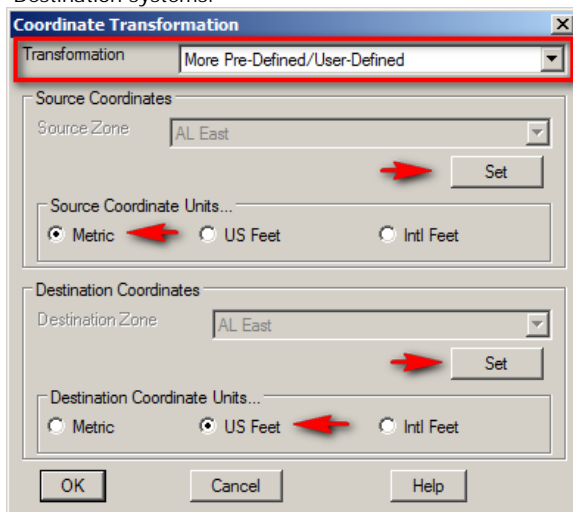 Destination systems.
Coordinate Transformation
Transformation More Pre-Defined/User-Defined
Source Coordinates
Source Zone AL East
Set
Source Coordinate Units...
Metric US Feet Intl Feet
Destination Coordinates
Destination Zone AL East
Set
Destination Coordinate Units...
Metric US Feet Intl Feet
OK Cancel Help